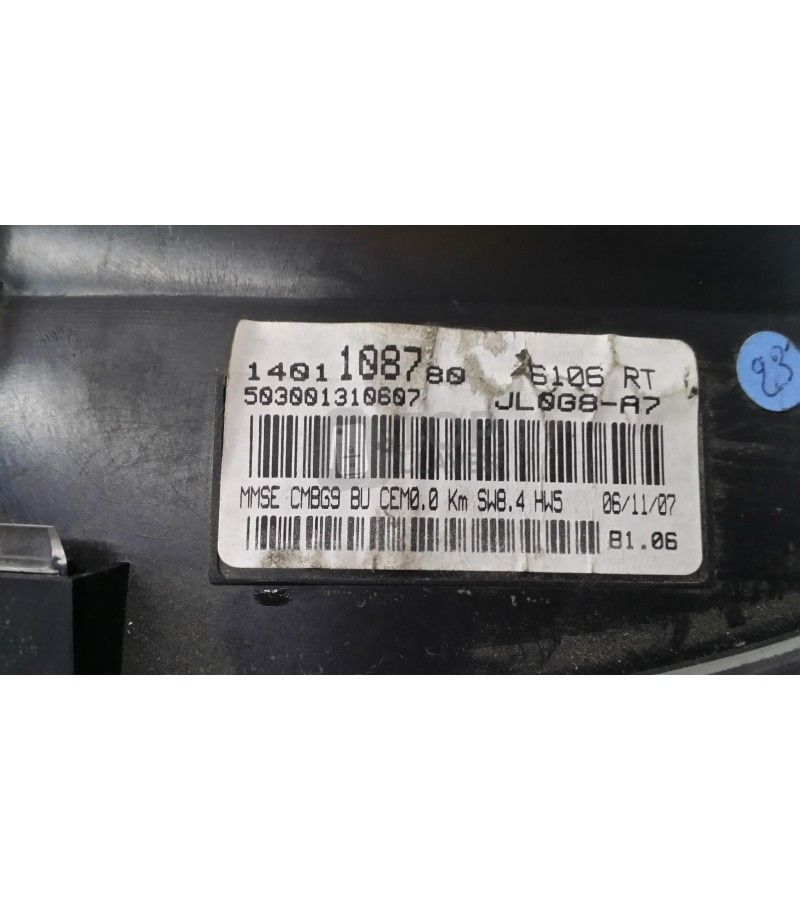 1401 1087 80 6106 RT
503001310607 JL0G8-A7
MMSE CMBG9 BU CEM0.0 Km SW8.4 HW5 06/11/07
81.06
23